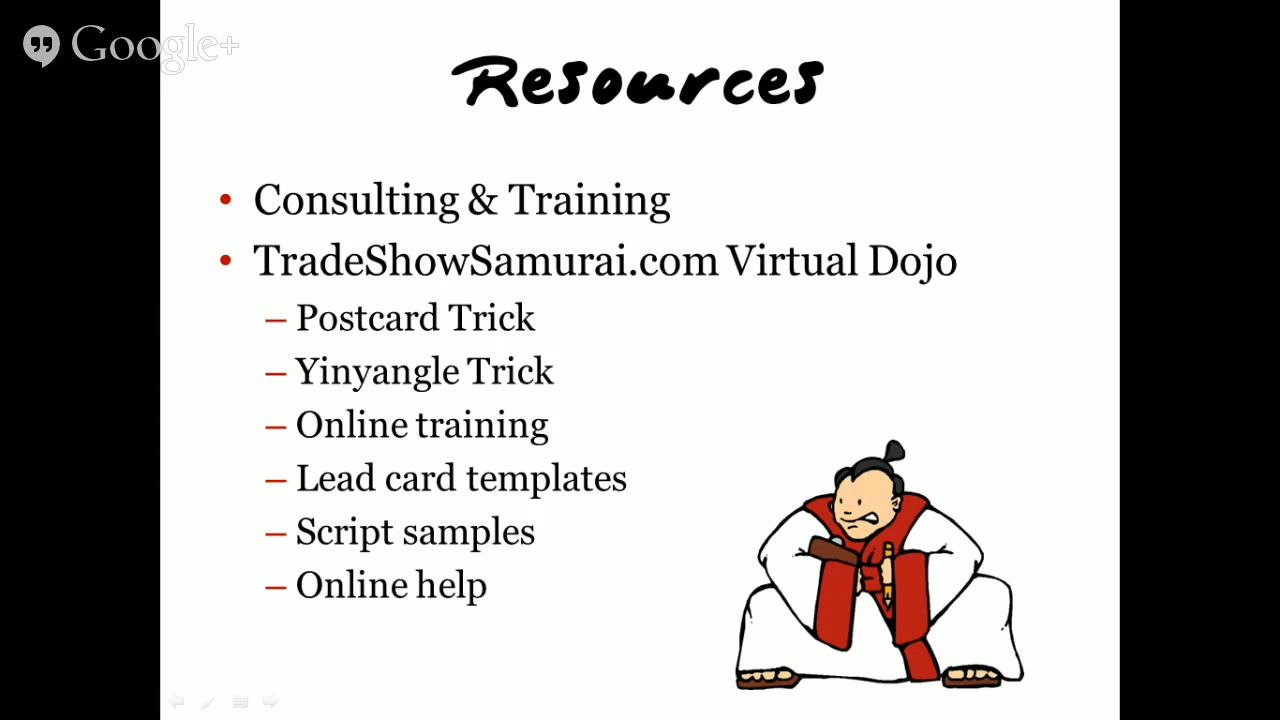 Google+
Resources
• Consulting & Training
• TradeShowSamurai.com Virtual Dojo
– Postcard Trick
– Yinyangle Trick
– Online training
– Lead card templates
– Script samples
– Online help